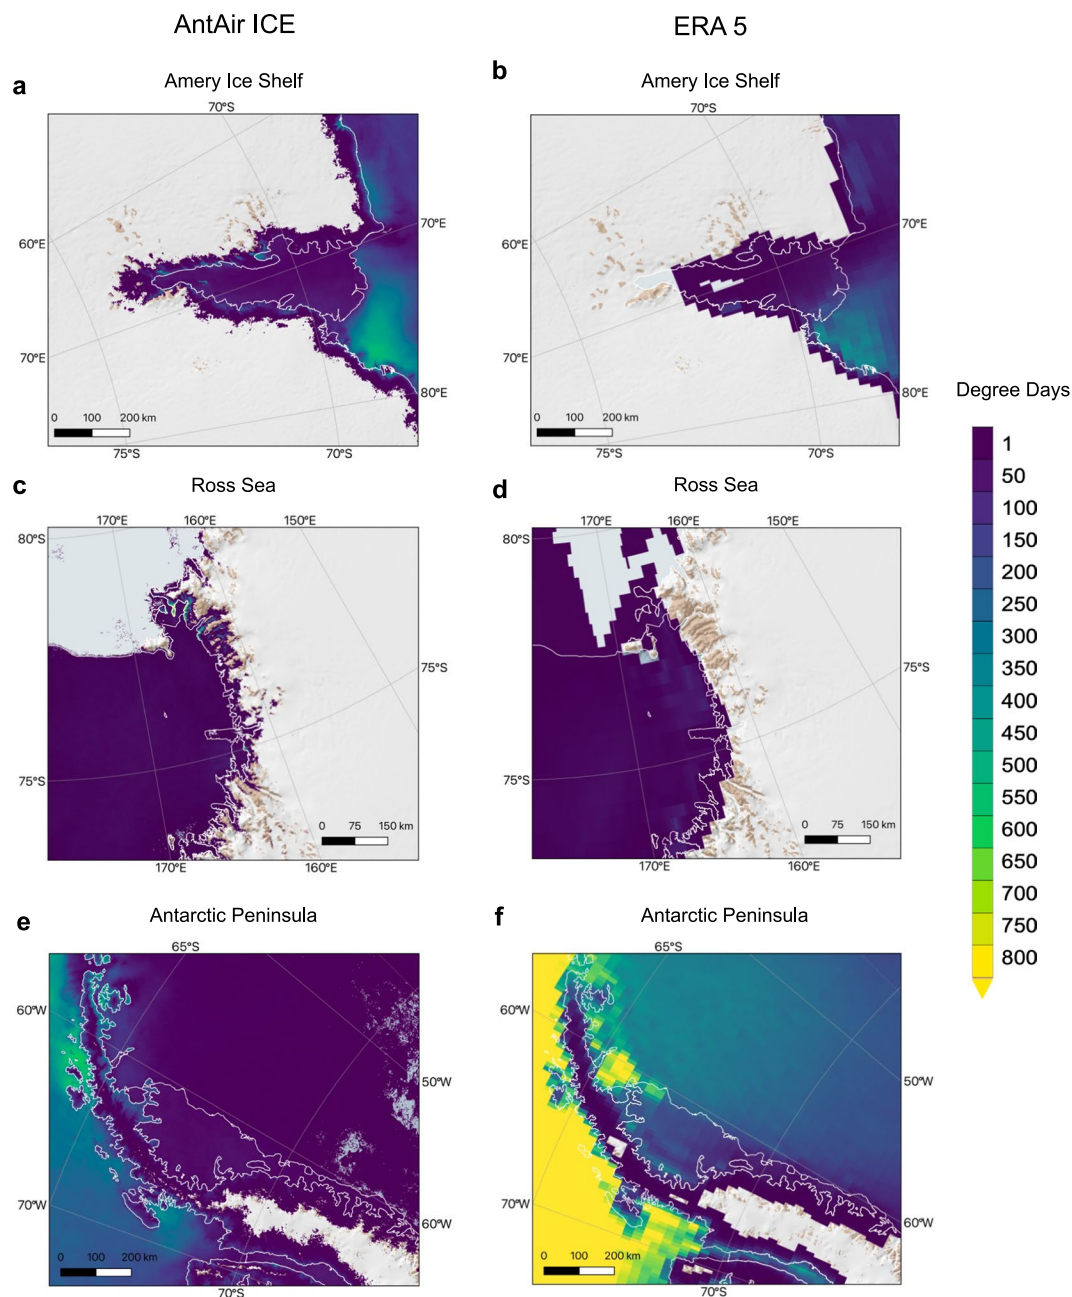 AntAir ICE
ERA 5
a
Amery Ice Shelf
b
Amery Ice Shelf
70°S
70°S
60°E
70°E
60°E
70°E
70°E
80°E
70°E
80°E
0 100 200 km
0 100 200 km
75°S
70°S
75°S
70°S
Degree Days
1
50
100
150
200
250
300
350
400
450
500
550
600
650
700
750
800
c
Ross Sea
d
Ross Sea
170°E
160°E
150°E
170°E
160°E
150°E
80°S
80°S
75°S
75°S
75°S
75°S
0 75 150 km
0 75 150 km
170°E
160°E
170°E
160°E
e
Antarctic Peninsula
f
Antarctic Peninsula
65°S
65°S
60°W
60°W
50°W
50°W
70°W
60°W
70°W
60°W
0 100 200 km
0 100 200 km
70°S
70°S